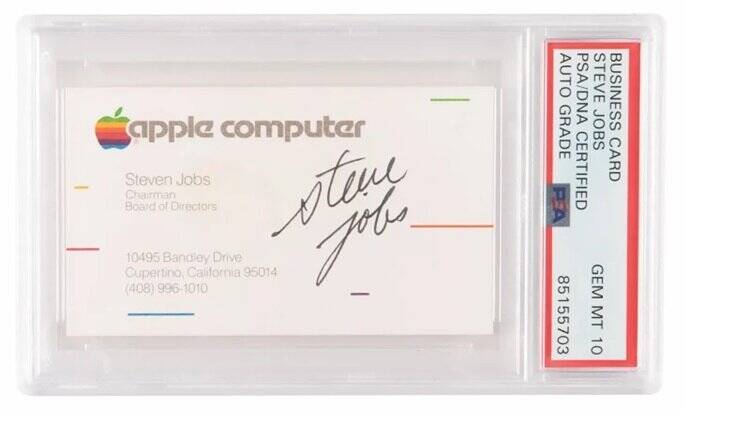 apple computer
Steven Jobs
Chairman
Board of Directors
steve
jobs
10495 Bandley Drive
Cupertino, California 95014
(408) 996-1010
BUSINESS CARD
STEVE JOBS
PSA/DNA CERTIFIED
AUTO GRADE
PSA
GEM MT 10
85155703